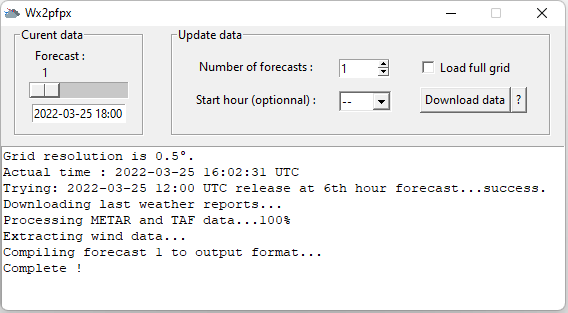 Wx2pfpx
Curent data
Forecast :
1
2022-03-25 18:00
Update data
Number of forecasts :
1
Load full grid
Start hour (optionnal) :
--
Download data
?
Grid resolution is 0.5°.
Actual time : 2022-03-25 16:02:31 UTC
Trying: 2022-03-25 12:00 UTC release at 6th hour forecast...success.
Downloading last weather reports...
Processing METAR and TAF data...100%
Extracting wind data...
Compiling forecast 1 to output format...
Complete !